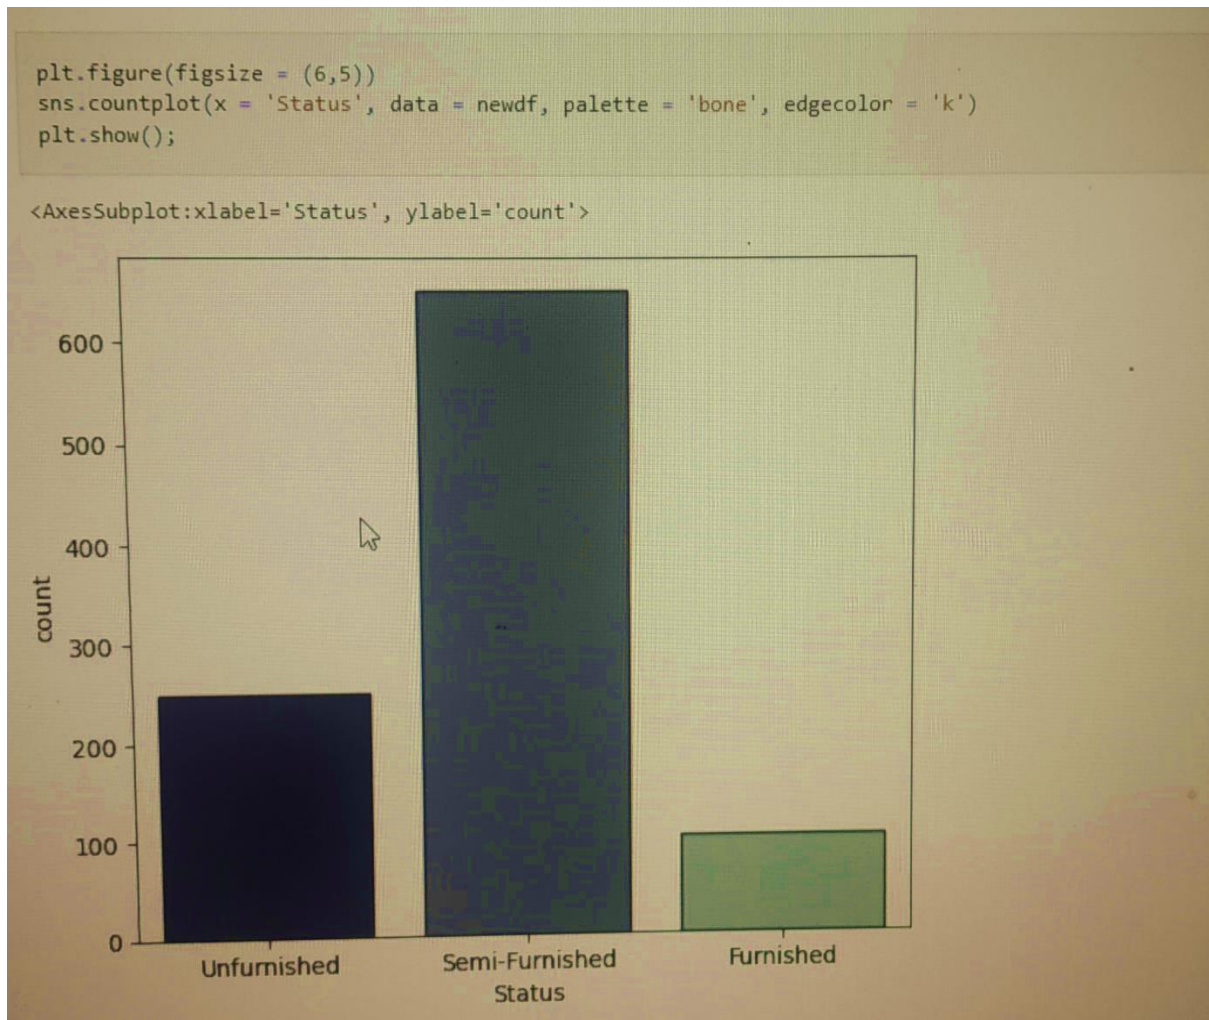 plt.figure(figsize = (6,5))
sns.countplot(x = 'Status', data = newdf, palette = 'bone', edgecolor = 'k')
plt.show();
<AxesSubplot:xlabel='Status', ylabel='count'>
600
500
400
300
200
100
0
count
Unfurnished Semi-Furnished Furnished
Status